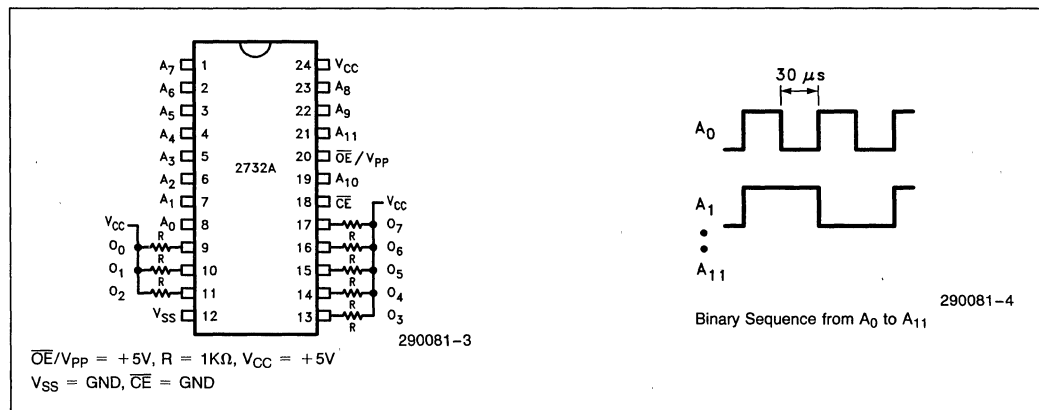 A7 1 24 VCC
A6 2 23 A8
A5 3 22 A9
A4 4 21 A11
A3 5 20 OE/VPP
A2 6 2732A 19 A10
A1 7 18 CE
A0 8 17 R O7 VCC
VCC
O0 R 9 16 R O6
O1 R 10 15 R O5
O2 R 11 14 R O4
VSS 12 13 R O3
290081-3
OE/VPP = +5V, R = 1KΩ, VCC = +5V
VSS = GND, CE = GND
30 μs
A0
A1
A11
290081-4
Binary Sequence from A0 to A11